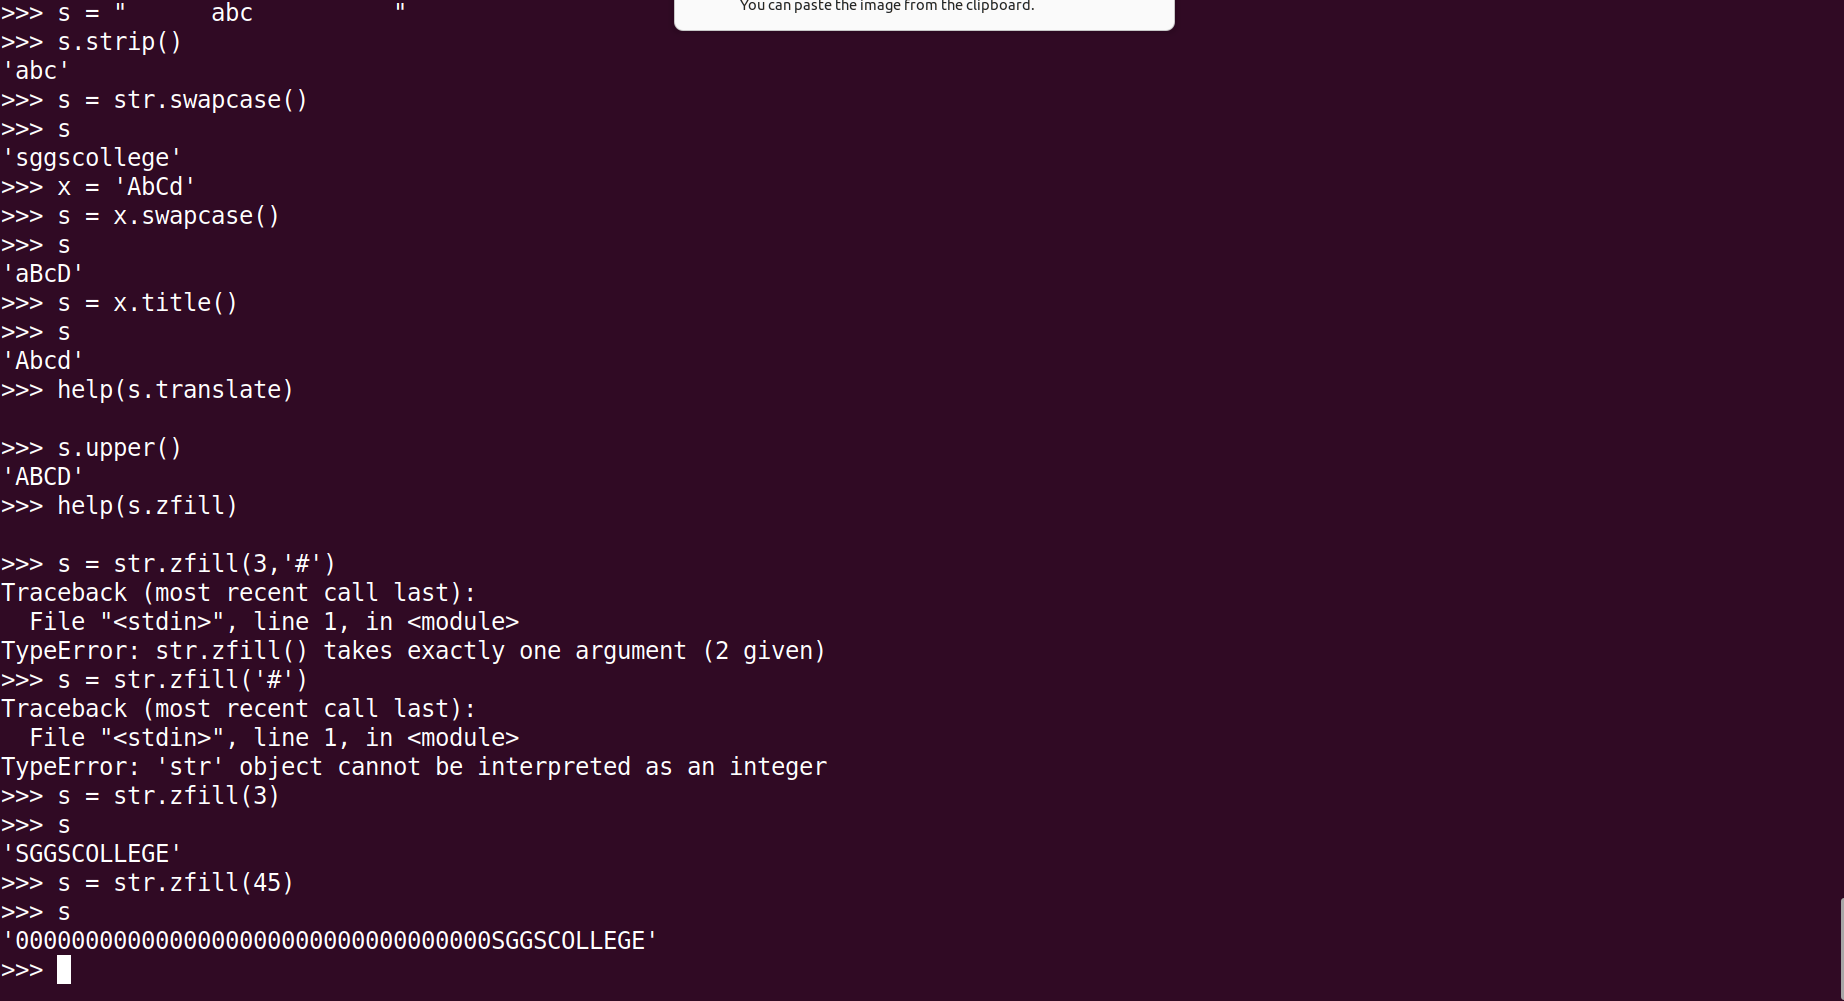 You can paste the image from the clipboard.
>>> s = "      abc          "
>>> s.strip()
'abc'
>>> s = str.swapcase()
>>> s
'sggscollege'
>>> x = 'AbCd'
>>> s = x.swapcase()
>>> s
'aBcD'
>>> s = x.title()
>>> s
'Abcd'
>>> help(s.translate)

>>> s.upper()
'ABCD'
>>> help(s.zfill)

>>> s = str.zfill(3,'#')
Traceback (most recent call last):
  File "<stdin>", line 1, in <module>
TypeError: str.zfill() takes exactly one argument (2 given)
>>> s = str.zfill('#')
Traceback (most recent call last):
  File "<stdin>", line 1, in <module>
TypeError: 'str' object cannot be interpreted as an integer
>>> s = str.zfill(3)
>>> s
'SGGSCOLLEGE'
>>> s = str.zfill(45)
>>> s
'0000000000000000000000000000000000SGGSCOLLEGE'
>>>